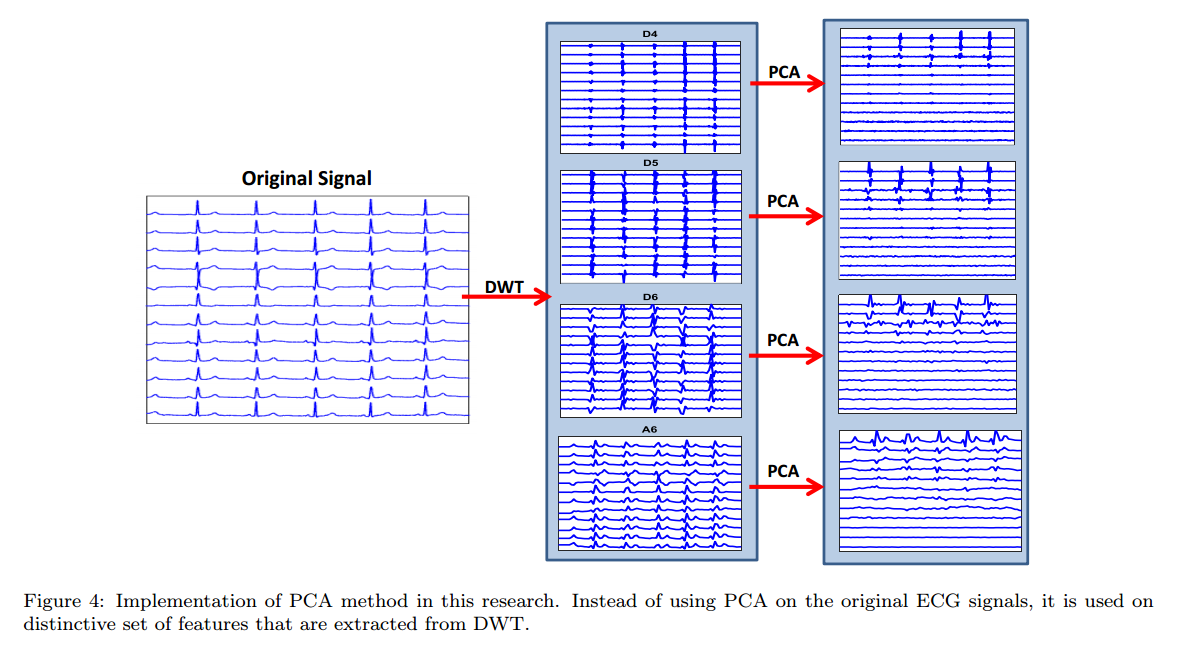 Original Signal
DWT
D4
PCA
D5
PCA
D6
PCA
A6
PCA
Figure 4: Implementation of PCA method in this research. Instead of using PCA on the original ECG signals, it is used on
distinctive set of features that are extracted from DWT.